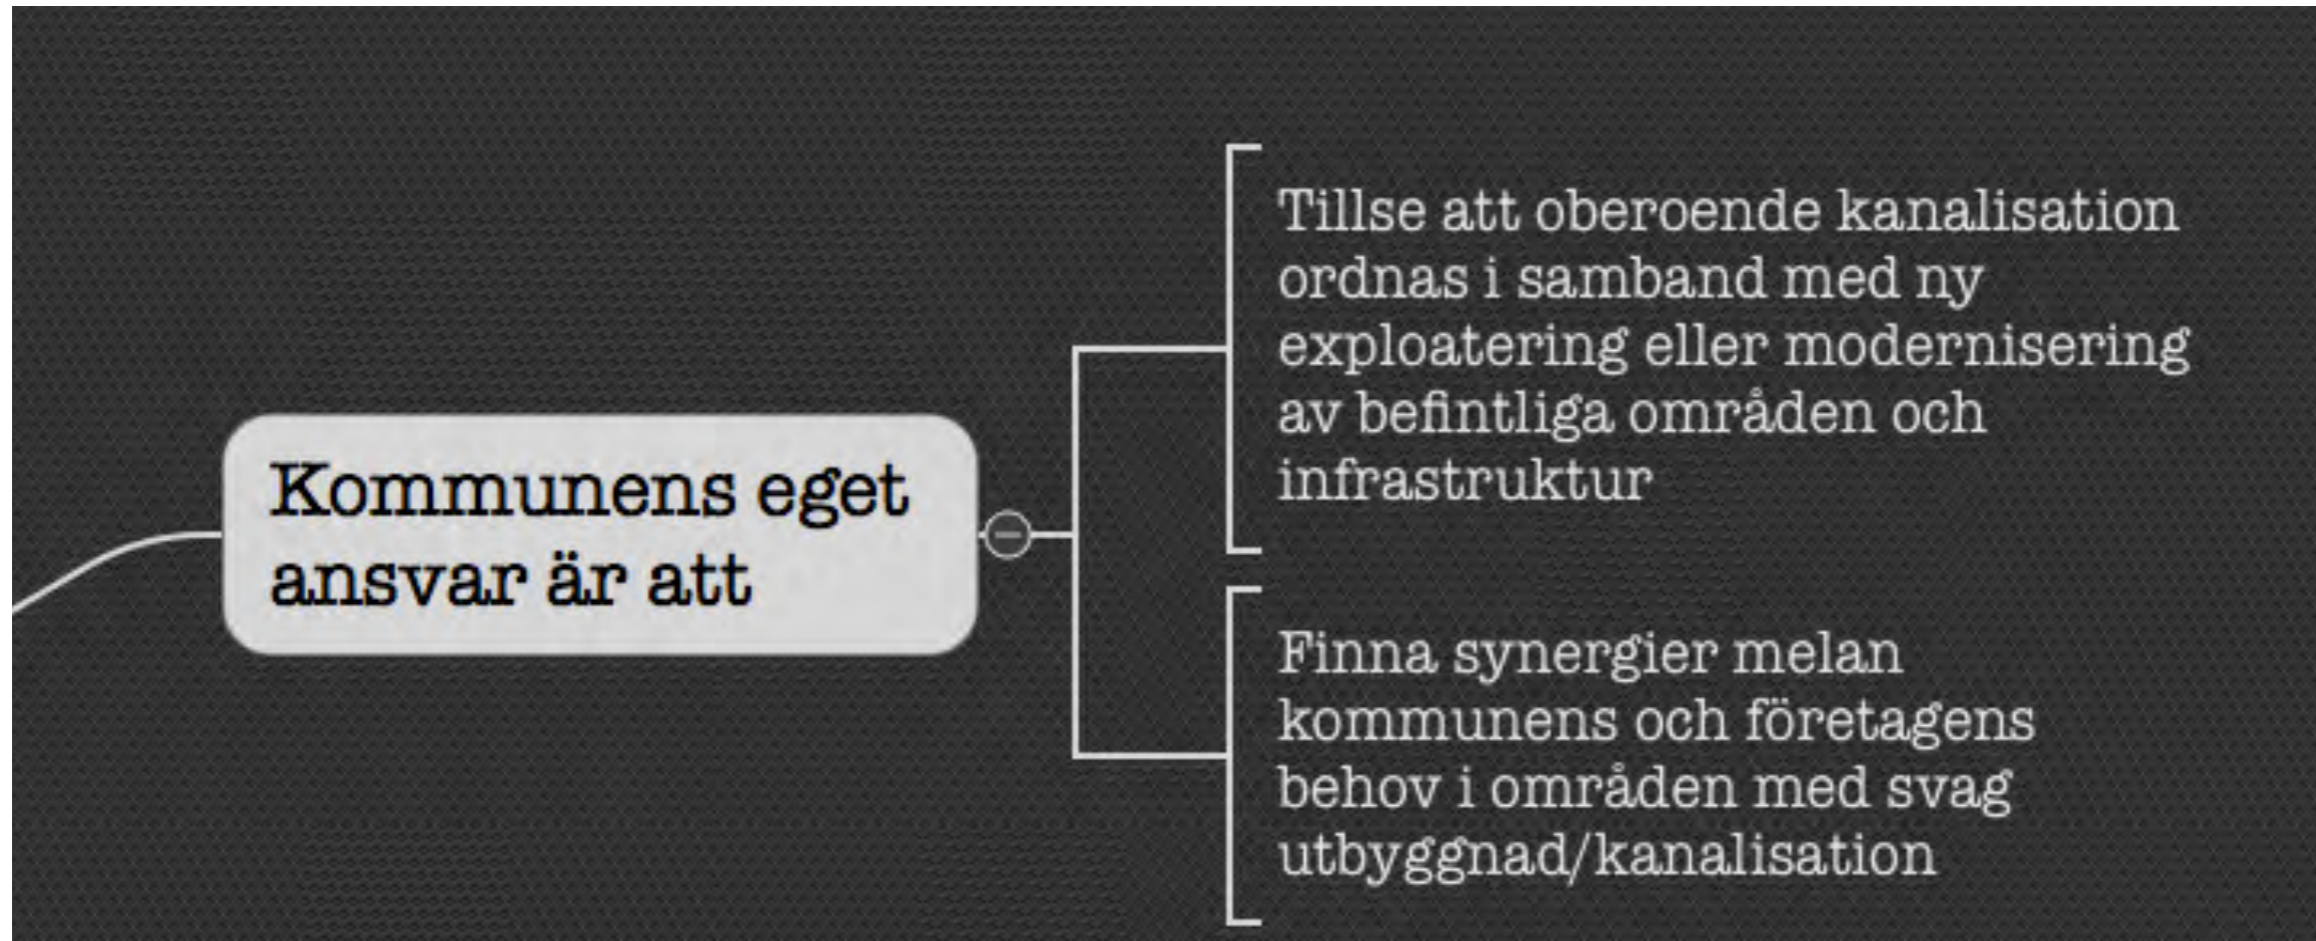 Kommunens eget
ansvar är att
Tillse att oberoende kanalisation
ordnas i samband med ny
exploatering eller modernisering
av befintliga områden och
infrastruktur
Finna synergier melan
kommunens och företagens
behov i områden med svag
utbyggnad/kanalisation